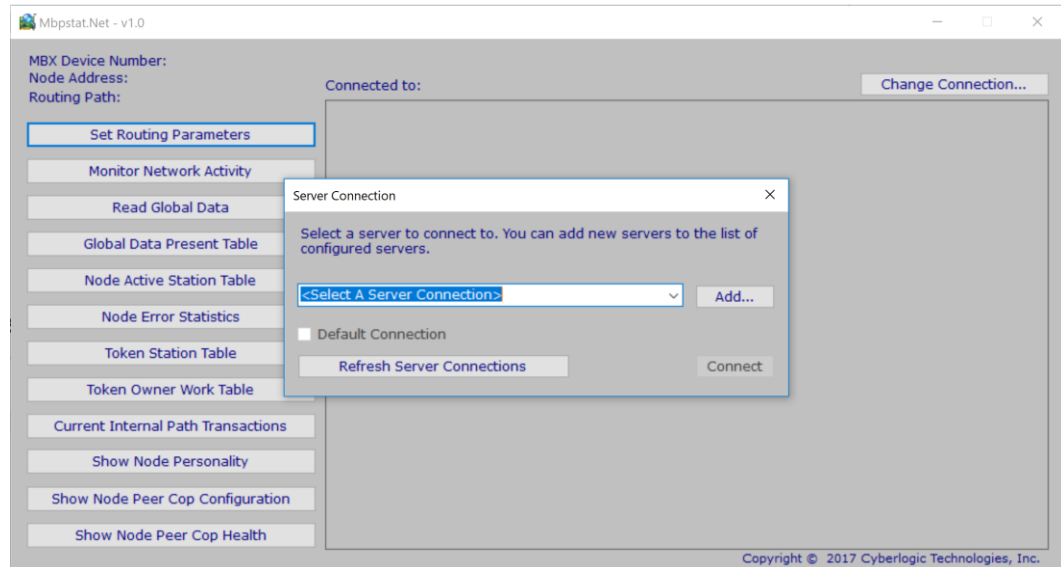 Mbpstat.Net - v1.0
MBX Device Number:
Node Address:
Routing Path:
Connected to:
Change Connection...
Set Routing Parameters
Monitor Network Activity
Read Global Data
Global Data Present Table
Node Active Station Table
Node Error Statistics
Token Station Table
Token Owner Work Table
Current Internal Path Transactions
Show Node Personality
Show Node Peer Cop Configuration
Show Node Peer Cop Health
Server Connection
Select a server to connect to. You can add new servers to the list of
configured servers.
<Select A Server Connection>
Add...
Default Connection
Refresh Server Connections
Connect
Copyright © 2017 Cyberlogic Technologies, Inc.